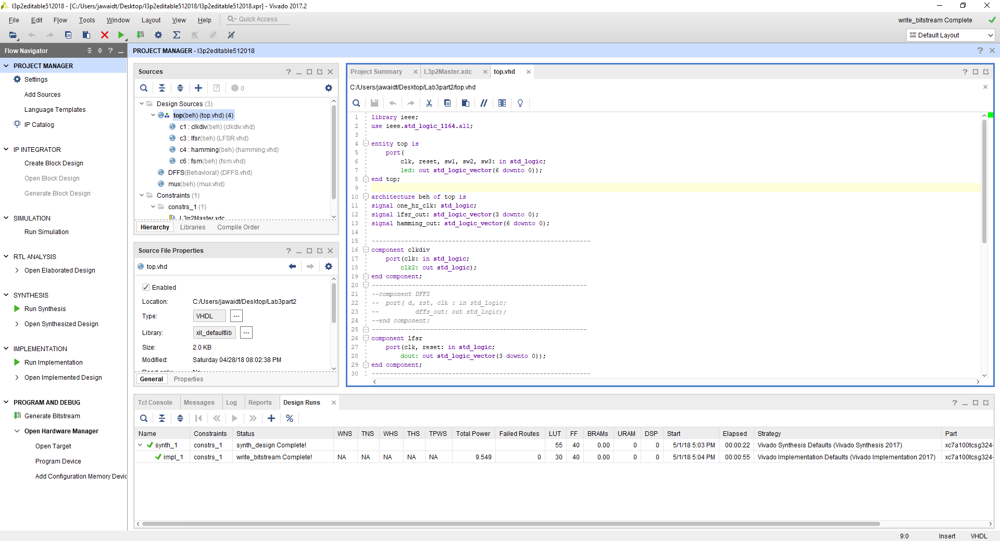 l3p2editable512018 - [C:/Users/jawaidt/Desktop/l3p2editable512018/l3p2editable512018.xpr] - Vivado 2017.2
File Edit Flow Tools Window Layout View Help Quick Access
write_bitstream Complete
Default Layout
Flow Navigator
PROJECT MANAGER
Settings
Add Sources
Language Templates
IP Catalog
IP INTEGRATOR
Create Block Design
Open Block Design
Generate Block Design
SIMULATION
Run Simulation
RTL ANALYSIS
Open Elaborated Design
SYNTHESIS
Run Synthesis
Open Synthesized Design
IMPLEMENTATION
Run Implementation
Open Implemented Design
PROGRAM AND DEBUG
Generate Bitstream
Open Hardware Manager
Open Target
Program Device
Add Configuration Memory Devic
PROJECT MANAGER - l3p2editable512018
Sources
0
Design Sources (3)
top(beh) (top.vhd) (4)
c1 : clkdiv(beh) (clkdiv.vhd)
c3 : lfsr(beh) (LFSR.vhd)
c4 : hamming(beh) (hamming.vhd)
c6 : fsm(beh) (fsm.vhd)
DFFS(Behavioral) (DFFS.vhd)
mux(beh) (mux.vhd)
Constraints (1)
constrs_1 (1)
L3p2Master.xdc
Hierarchy Libraries Compile Order
Source File Properties
top.vhd
Enabled
Location: C:/Users/jawaidt/Desktop/Lab3part2
Type: VHDL ...
Library: xil_defaultlib ...
Size: 2.0 KB
Modified: Saturday 04/28/18 08:02:38 PM
General Properties
Project Summary L3p2Master.xdc top.vhd
C:/Users/jawaidt/Desktop/Lab3part2/top.vhd
1 library ieee;
2 use ieee.std_logic_1164.all;
3
4 entity top is
5 port(
6 clk, reset, sw1, sw2, sw3: in std_logic;
7 led: out std_logic_vector(6 downto 0));
8 end top;
9
10 architecture beh of top is
11 signal one_hz_clk: std_logic;
12 signal lfsr_out: std_logic_vector(3 downto 0);
13 signal hamming_out: std_logic_vector(6 downto 0);
14
15 ------------------------------------------------------------
16 component clkdiv
17 port(clk: in std_logic;
18 clk2: out std_logic);
19 end component;
20 -----------------------------------------------------------
21 --component DFFS
22 -- port( d, rst, clk : in std_logic;
23 -- dffs_out: out std_logic);
24 --end component;
25 -----------------------------------------------------------
26 component lfsr
27 port(clk, reset: in std_logic;
28 dout: out std_logic_vector(3 downto 0));
29 end component;
30 ------------------------------------------------------------
Tcl Console Messages Log Reports Design Runs
Name Constraints Status WNS TNS WHS THS TPWS Total Power Failed Routes LUT FF BRAMs URAM DSP Start Elapsed Strategy Part
synth_1 constrs_1 synth_design Complete! 55 40 0.00 0 0 5/1/18 5:03 PM 00:00:22 Vivado Synthesis Defaults (Vivado Synthesis 2017) xc7a100tcsg324-
impl_1 constrs_1 write_bitstream Complete! NA NA NA NA NA 9.549 0 30 40 0.00 0 0 5/1/18 5:04 PM 00:00:55 Vivado Implementation Defaults (Vivado Implementation 2017) xc7a100tcsg324-
9:0 Insert VHDL